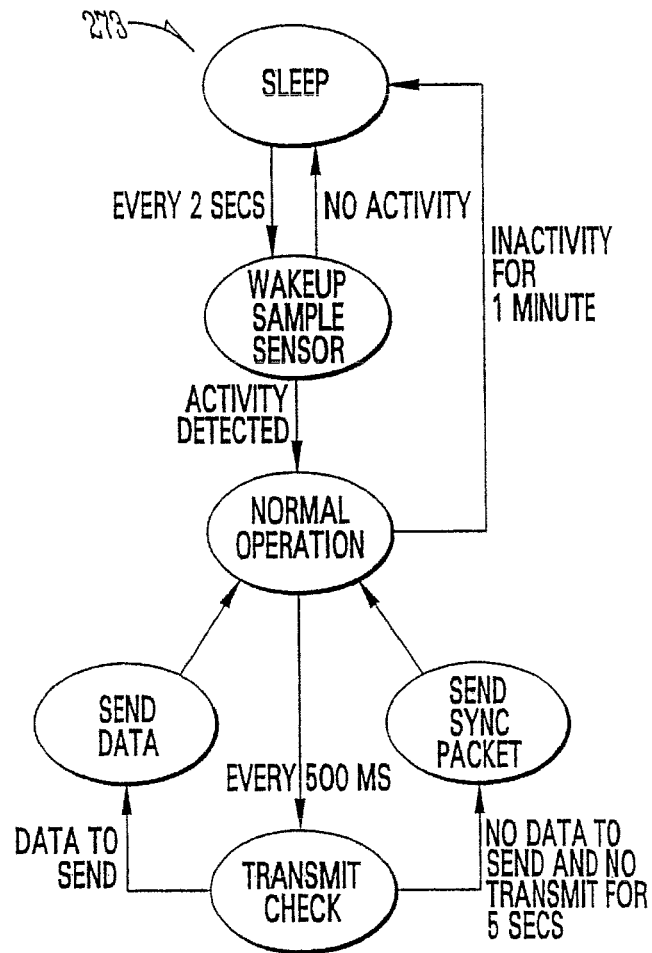 273
SLEEP
EVERY 2 SECS
NO ACTIVITY
INACTIVITY
FOR
1 MINUTE
WAKEUP
SAMPLE
SENSOR
ACTIVITY
DETECTED
NORMAL
OPERATION
SEND
DATA
SEND
SYNC
PACKET
EVERY 500 MS
DATA TO
SEND
NO DATA TO
SEND AND NO
TRANSMIT FOR
5 SECS
TRANSMIT
CHECK